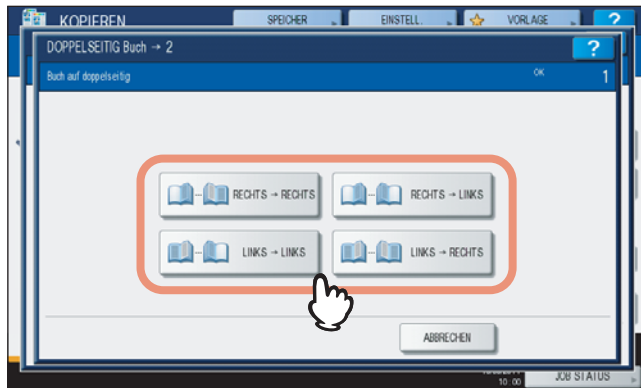 KOPIEREN SPEICHER EINSTELL. VORLAGE ?
DOPPELSEITIG Buch → 2 ?
Buch auf doppelseitig OK 1
RECHTS → RECHTS RECHTS → LINKS
LINKS → LINKS LINKS → RECHTS
ABBRECHEN
10:00 JOB STATUS